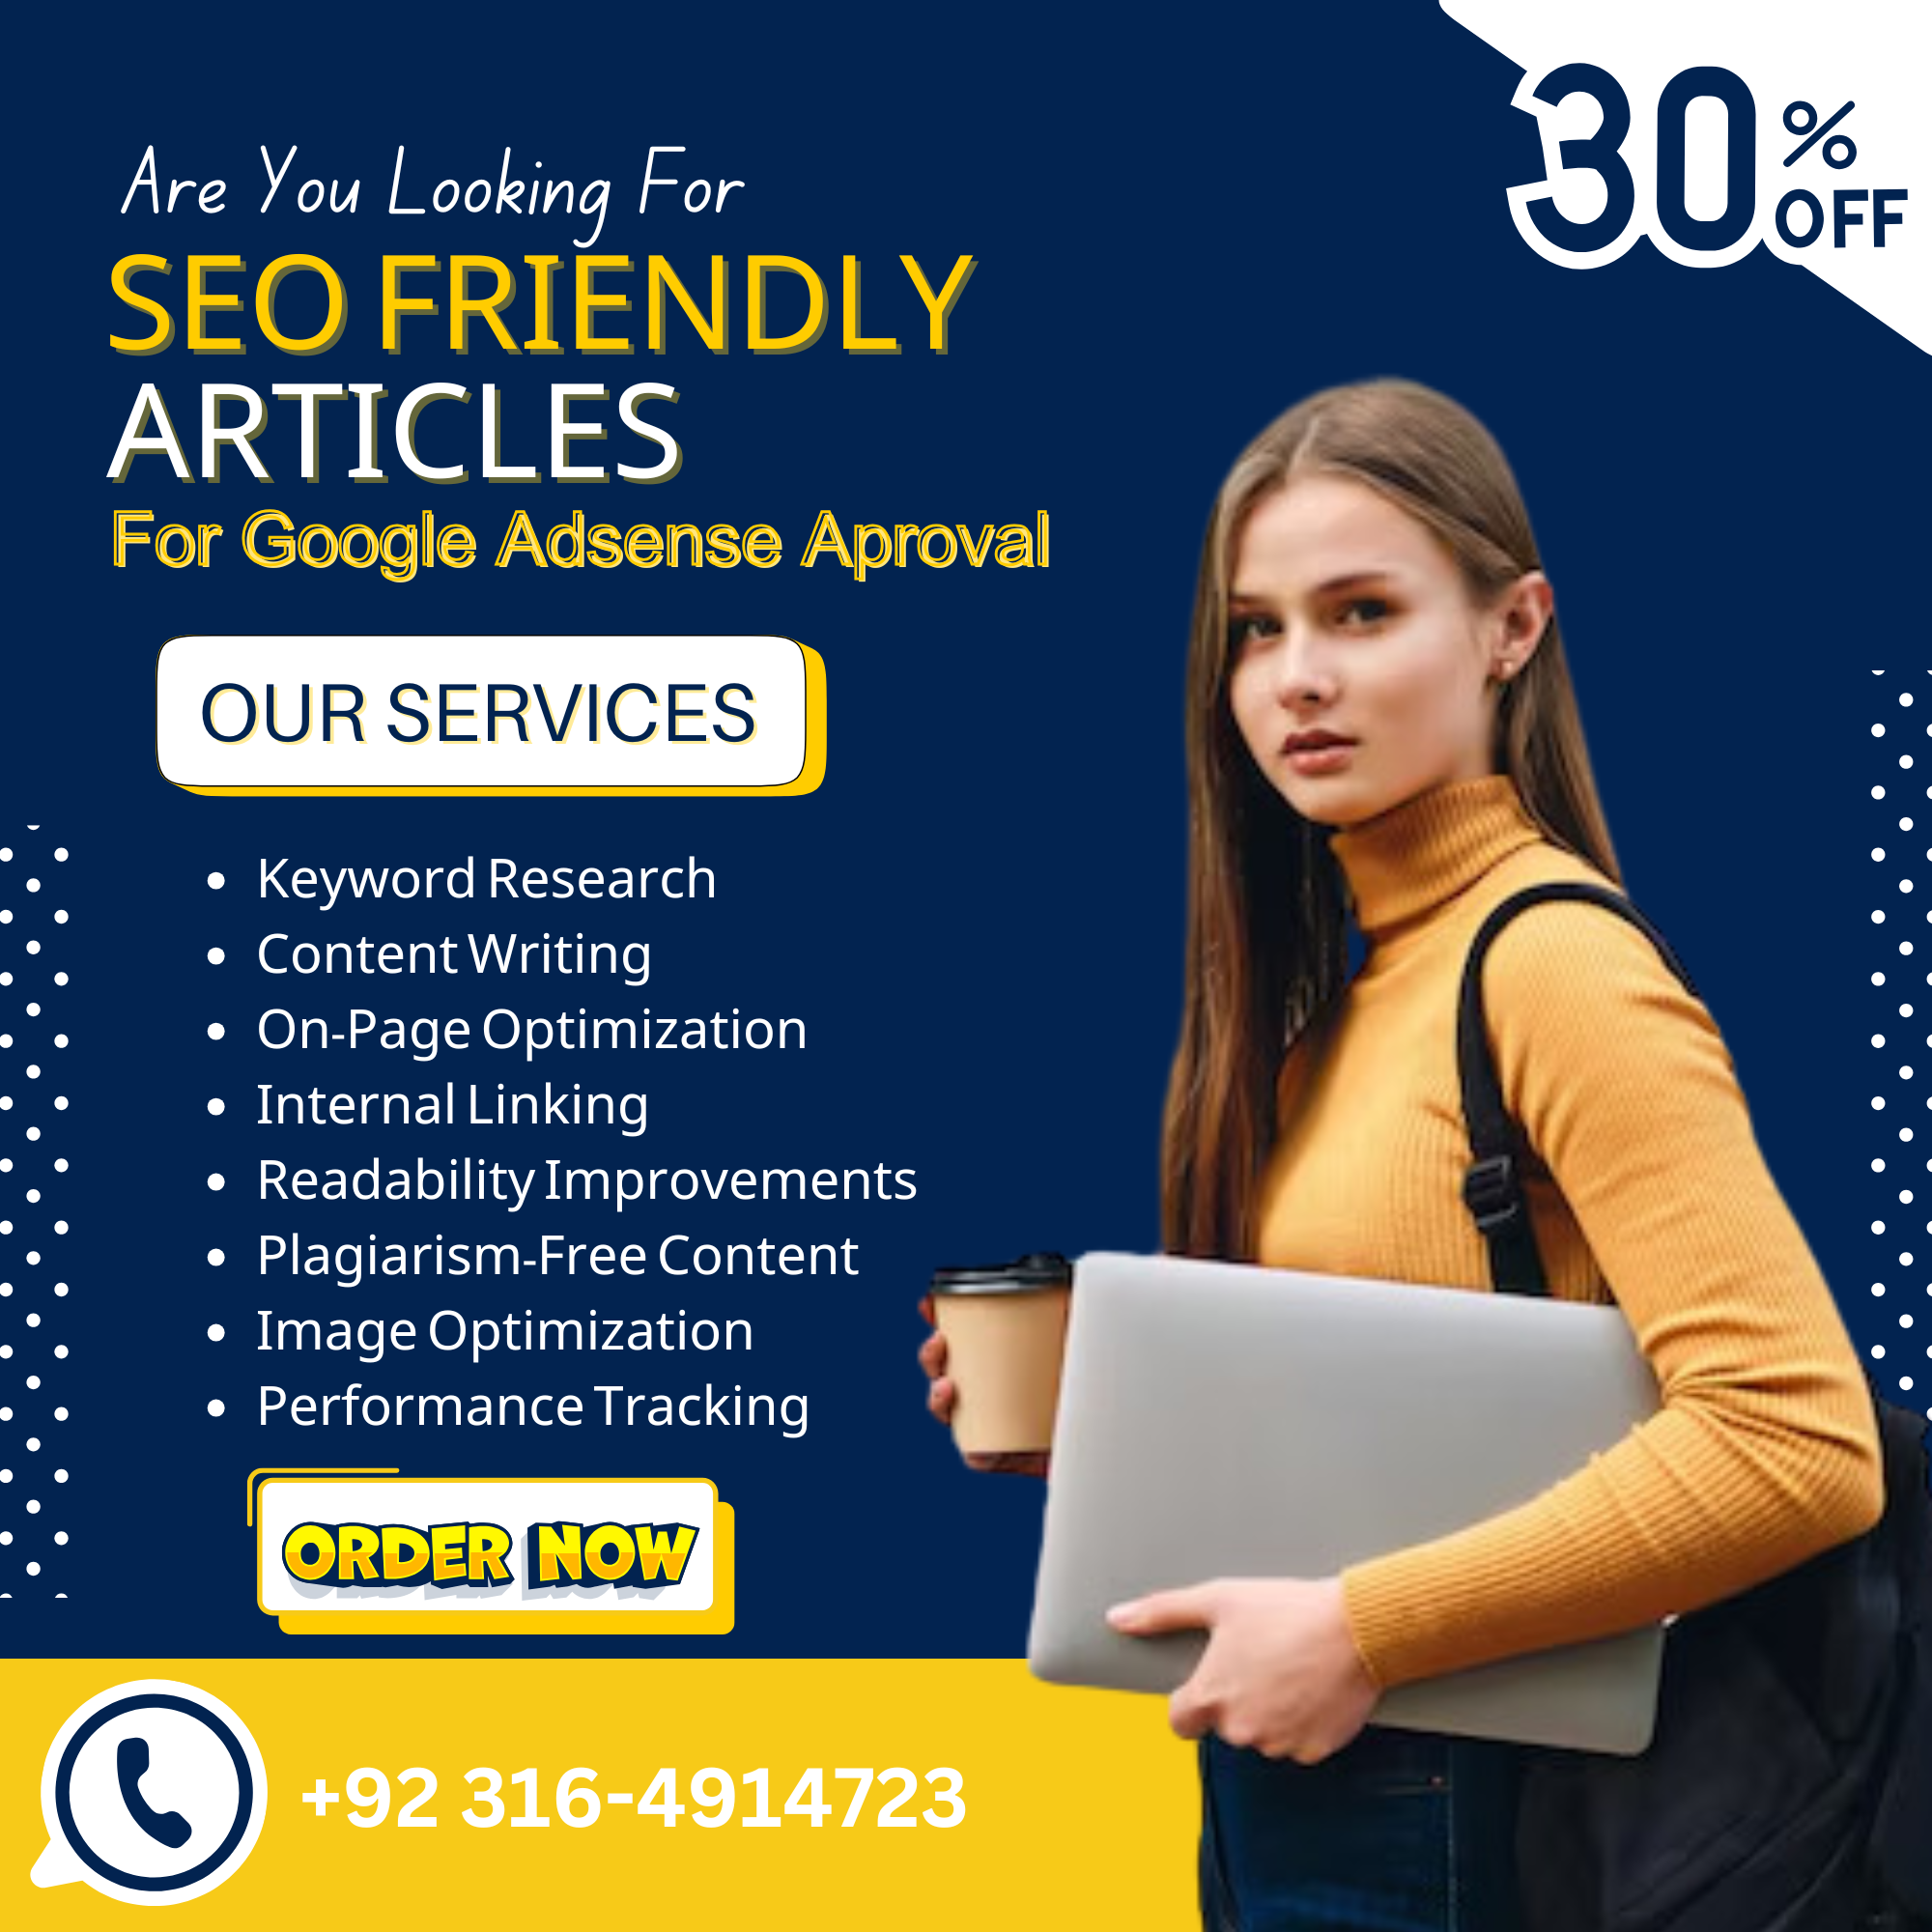 30%
OFF
Are You Looking For
SEO FRIENDLY
ARTICLES
For Google Adsense Aproval
OUR SERVICES
Keyword Research
Content Writing
On-Page Optimization
Internal Linking
Readability Improvements
Plagiarism-Free Content
Image Optimization
Performance Tracking
ORDER NOW
+92 316-4914723